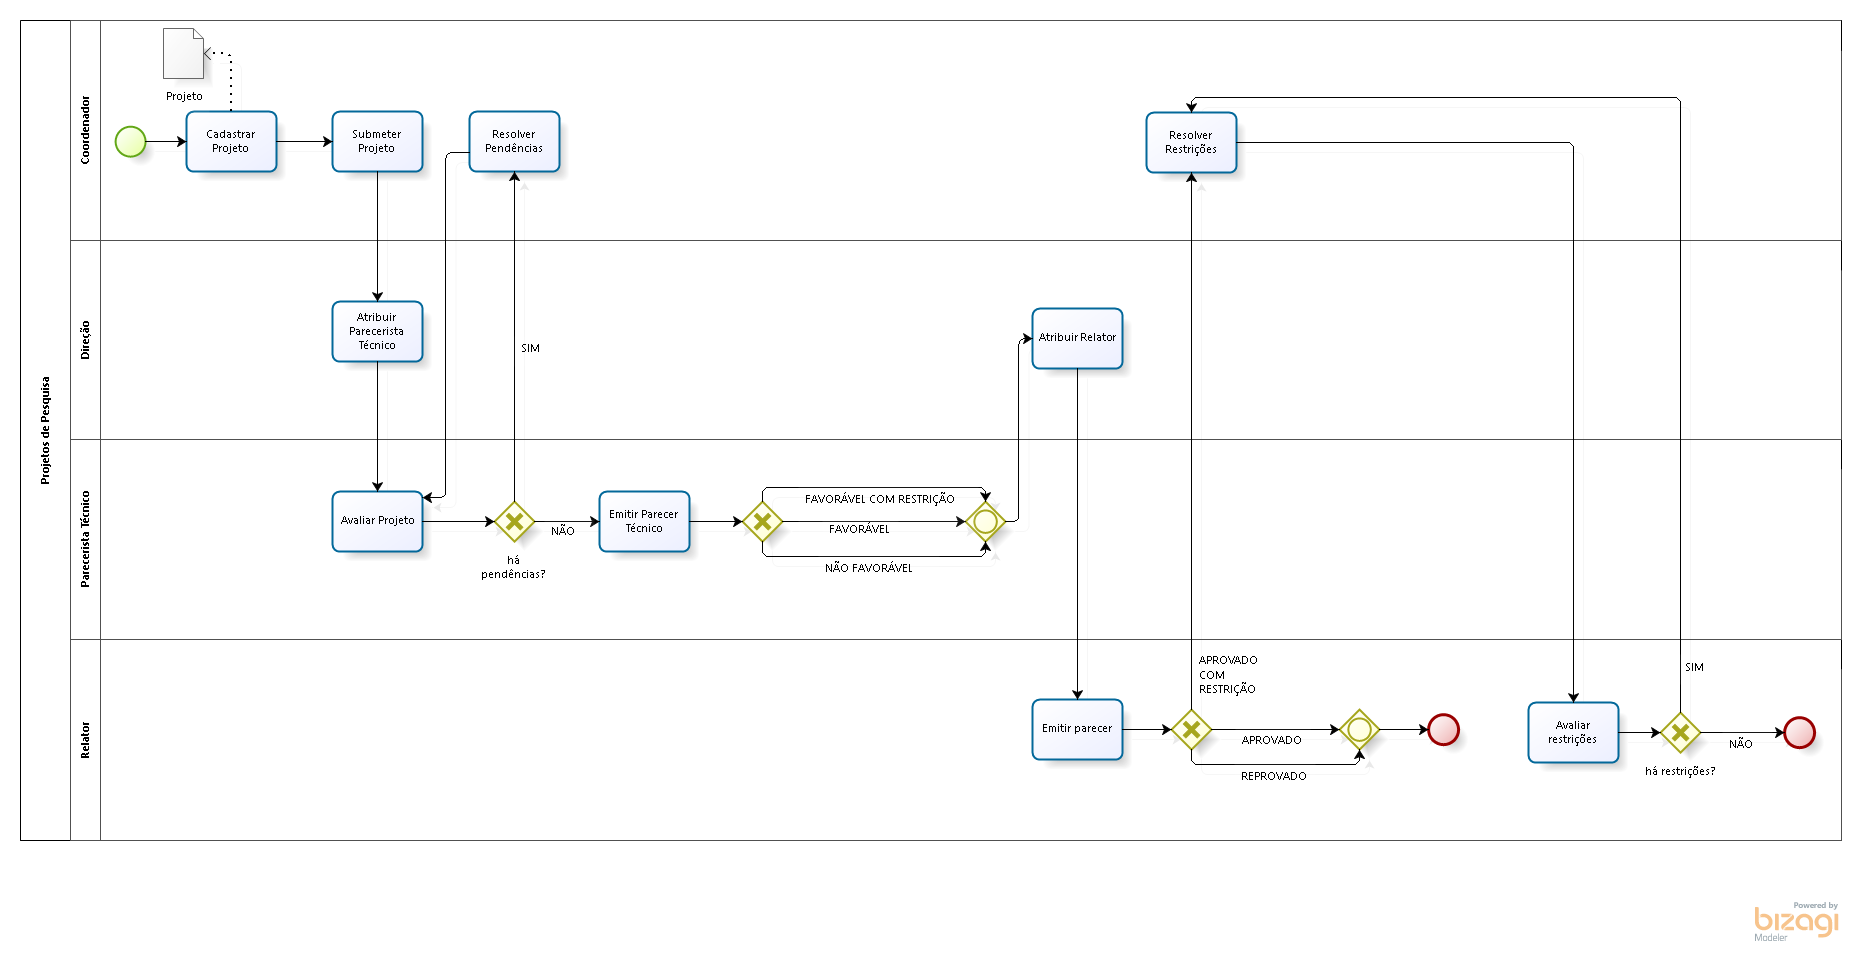 Projetos de Pesquisa
Coordenador
Projeto
Cadastrar
Projeto
Submeter
Projeto
Resolver
Pendências
Resolver
Restrições
Direção
Atribuir
Parecerista
Técnico
SIM
Atribuir Relator
Parecerista Técnico
Avaliar Projeto
há
pendências?
NÃO
Emitir Parecer
Técnico
FAVORÁVEL COM RESTRIÇÃO
FAVORÁVEL
NÃO FAVORÁVEL
Relator
Emitir parecer
APROVADO
COM
RESTRIÇÃO
APROVADO
REPROVADO
Avaliar
restrições
SIM
há restrições?
NÃO
Powered by
bizagi
Modeler